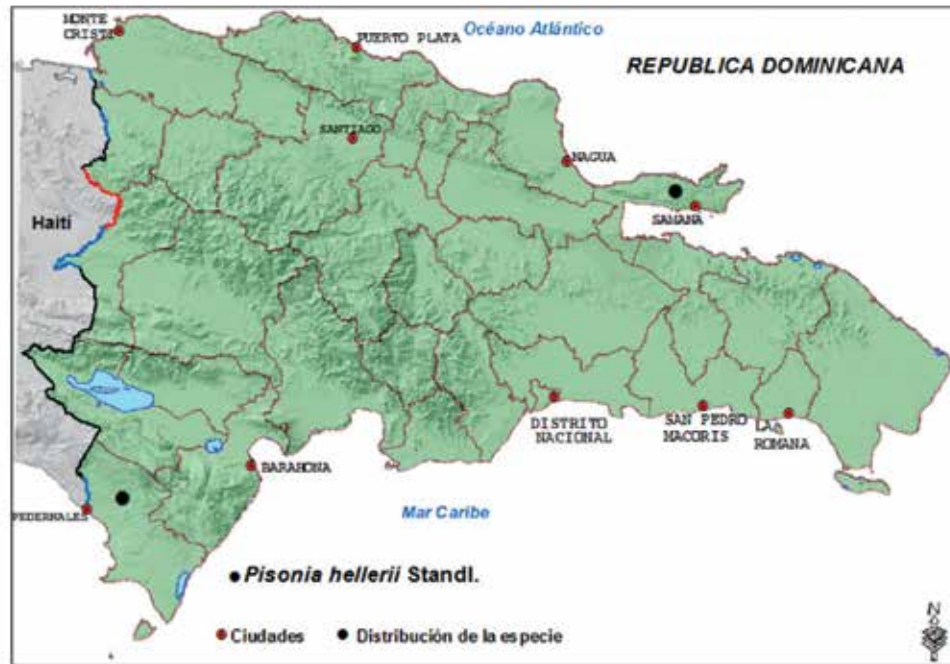 MONTE
CRISTI
PUERTO PLATA
Océano Atlántico
REPUBLICA DOMINICANA
SANTIAGO
NAGUA
SAMANA
Haití
DISTRITO
NACIONAL
SAN PEDRO
MACORIS
LA
ROMANA
BARAHONA
PEDERNALES
Mar Caribe
Pisonia hellerii Standl.
Ciudades
Distribución de la especie
N